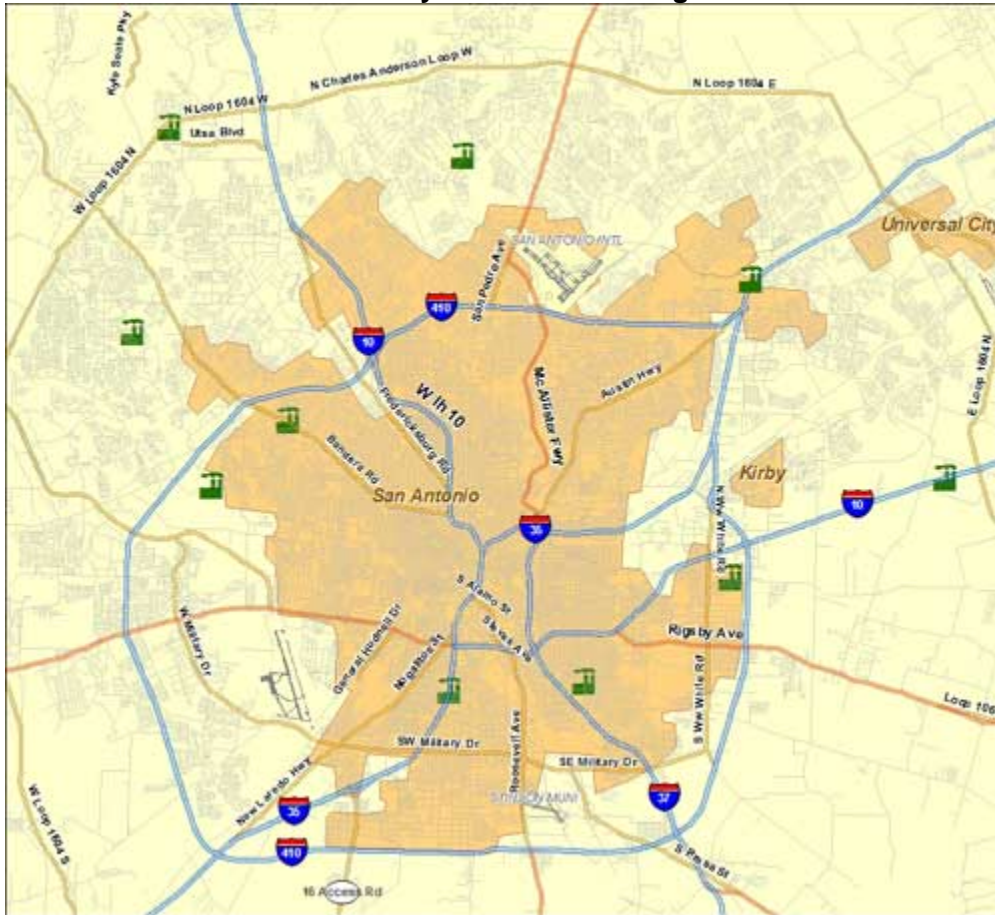 Kyle Seale Pky
N Charles Anderson Loop W
N Loop 1604 E
N Loop 1604 W
Utsa Blvd
W Loop 1604 N
Universal City
SAN ANTONIO INTL
San Pedro Ave
410
10
Mc Allister Fwy
Austin Hwy
E Loop 1604 N
W Ih 10
Fredericksburg Rd
Bandera Rd
San Antonio
Kirby
10
35
N Ww White Rd
S Alamo St
Steves Ave
W Military Dr
General Hudnell Dr
Nogalitos St
Rigsby Ave
S Ww White Rd
Loop 106
SW Military Dr
Roosevelt Ave
SE Military Dr
New Laredo Hwy
35
37
W Loop 1604 S
410
S Presa St
16 Access Rd